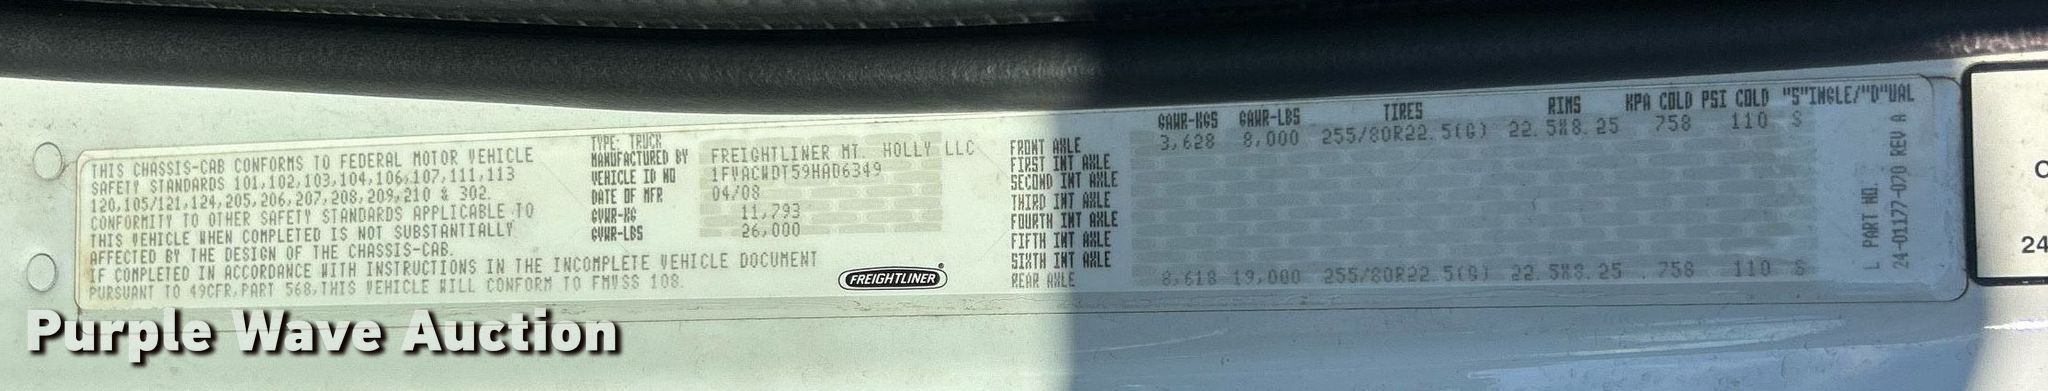 THIS CHASSIS-CAB CONFORMS TO FEDERAL MOTOR VEHICLE
SAFETY STANDARDS 101,102,103,104,106,107,111,113
120,105/121,124,205,206,207,208,209,210 & 302.
CONFORMITY TO OTHER SAFETY STANDARDS APPLICABLE TO
THIS VEHICLE WHEN COMPLETED IS NOT SUBSTANTIALLY
AFFECTED BY THE DESIGN OF THE CHASSIS-CAB.
IF COMPLETED IN ACCORDANCE WITH INSTRUCTIONS IN THE INCOMPLETE VEHICLE DOCUMENT
PURSUANT TO 49CFR,PART 568,THIS VEHICLE WILL CONFORM TO FMVSS 108.
TYPE: TRUCK
MANUFACTURED BY FREIGHTLINER MT. HOLLY LLC
VEHICLE ID NO 1FVACWDT59HAD6349
DATE OF MFR 04/08
GVWR-KG 11,793
GVWR-LBS 26,000
FREIGHTLINER®
GAWR-KGS GAWR-LBS TIRES RIMS KPA COLD PSI COLD "S"INGLE/"D"UAL
FRONT AXLE 3,628 8,000 255/80R22.5(G) 22.5X8.25 758 110 S
FIRST INT AXLE
SECOND INT AXLE
THIRD INT AXLE
FOURTH INT AXLE
FIFTH INT AXLE
SIXTH INT AXLE
REAR AXLE 8,618 19,000 255/80R22.5(G) 22.5X8.25 758 110 S
L PART NO.
24-01177-070 REV A
24
Purple Wave Auction